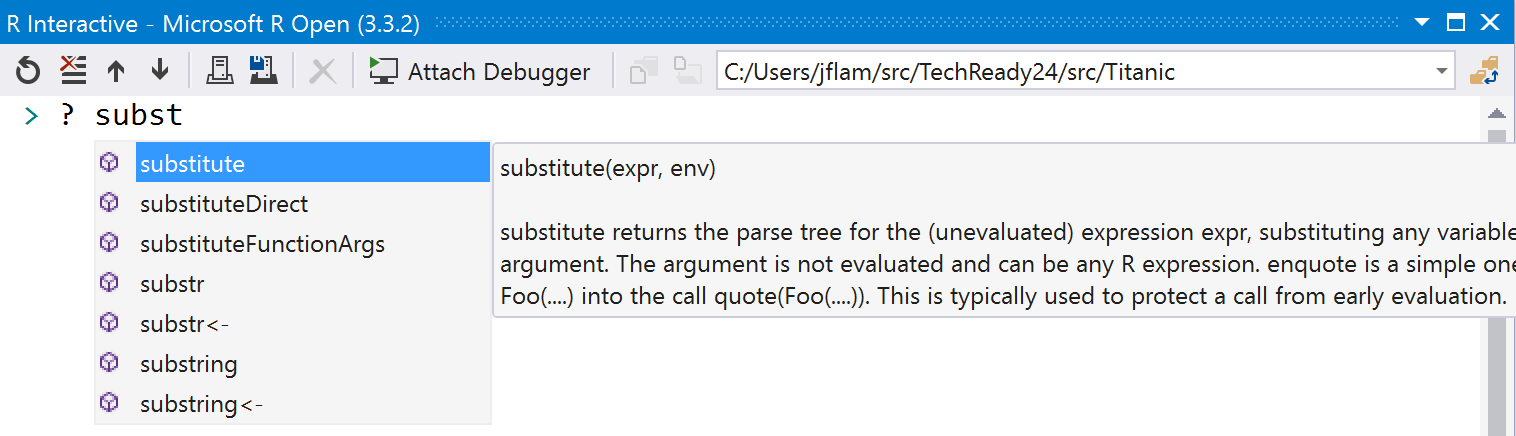 R Interactive - Microsoft R Open (3.3.2)
Attach Debugger
C:/Users/jflam/src/TechReady24/src/Titanic
> ? subst
substitute
substituteDirect
substituteFunctionArgs
substr
substr<-
substring
substring<-
substitute(expr, env)
substitute returns the parse tree for the (unevaluated) expression expr, substituting any variable
argument. The argument is not evaluated and can be any R expression. enquote is a simple one
Foo(....) into the call quote(Foo(....)). This is typically used to protect a call from early evaluation.